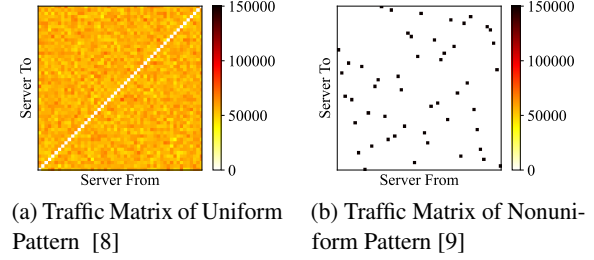 150000
100000
50000
0
Server To
Server From
150000
100000
50000
0
Server To
Server From
(a) Traffic Matrix of Uniform
Pattern [8]
(b) Traffic Matrix of Nonuni-
form Pattern [9]